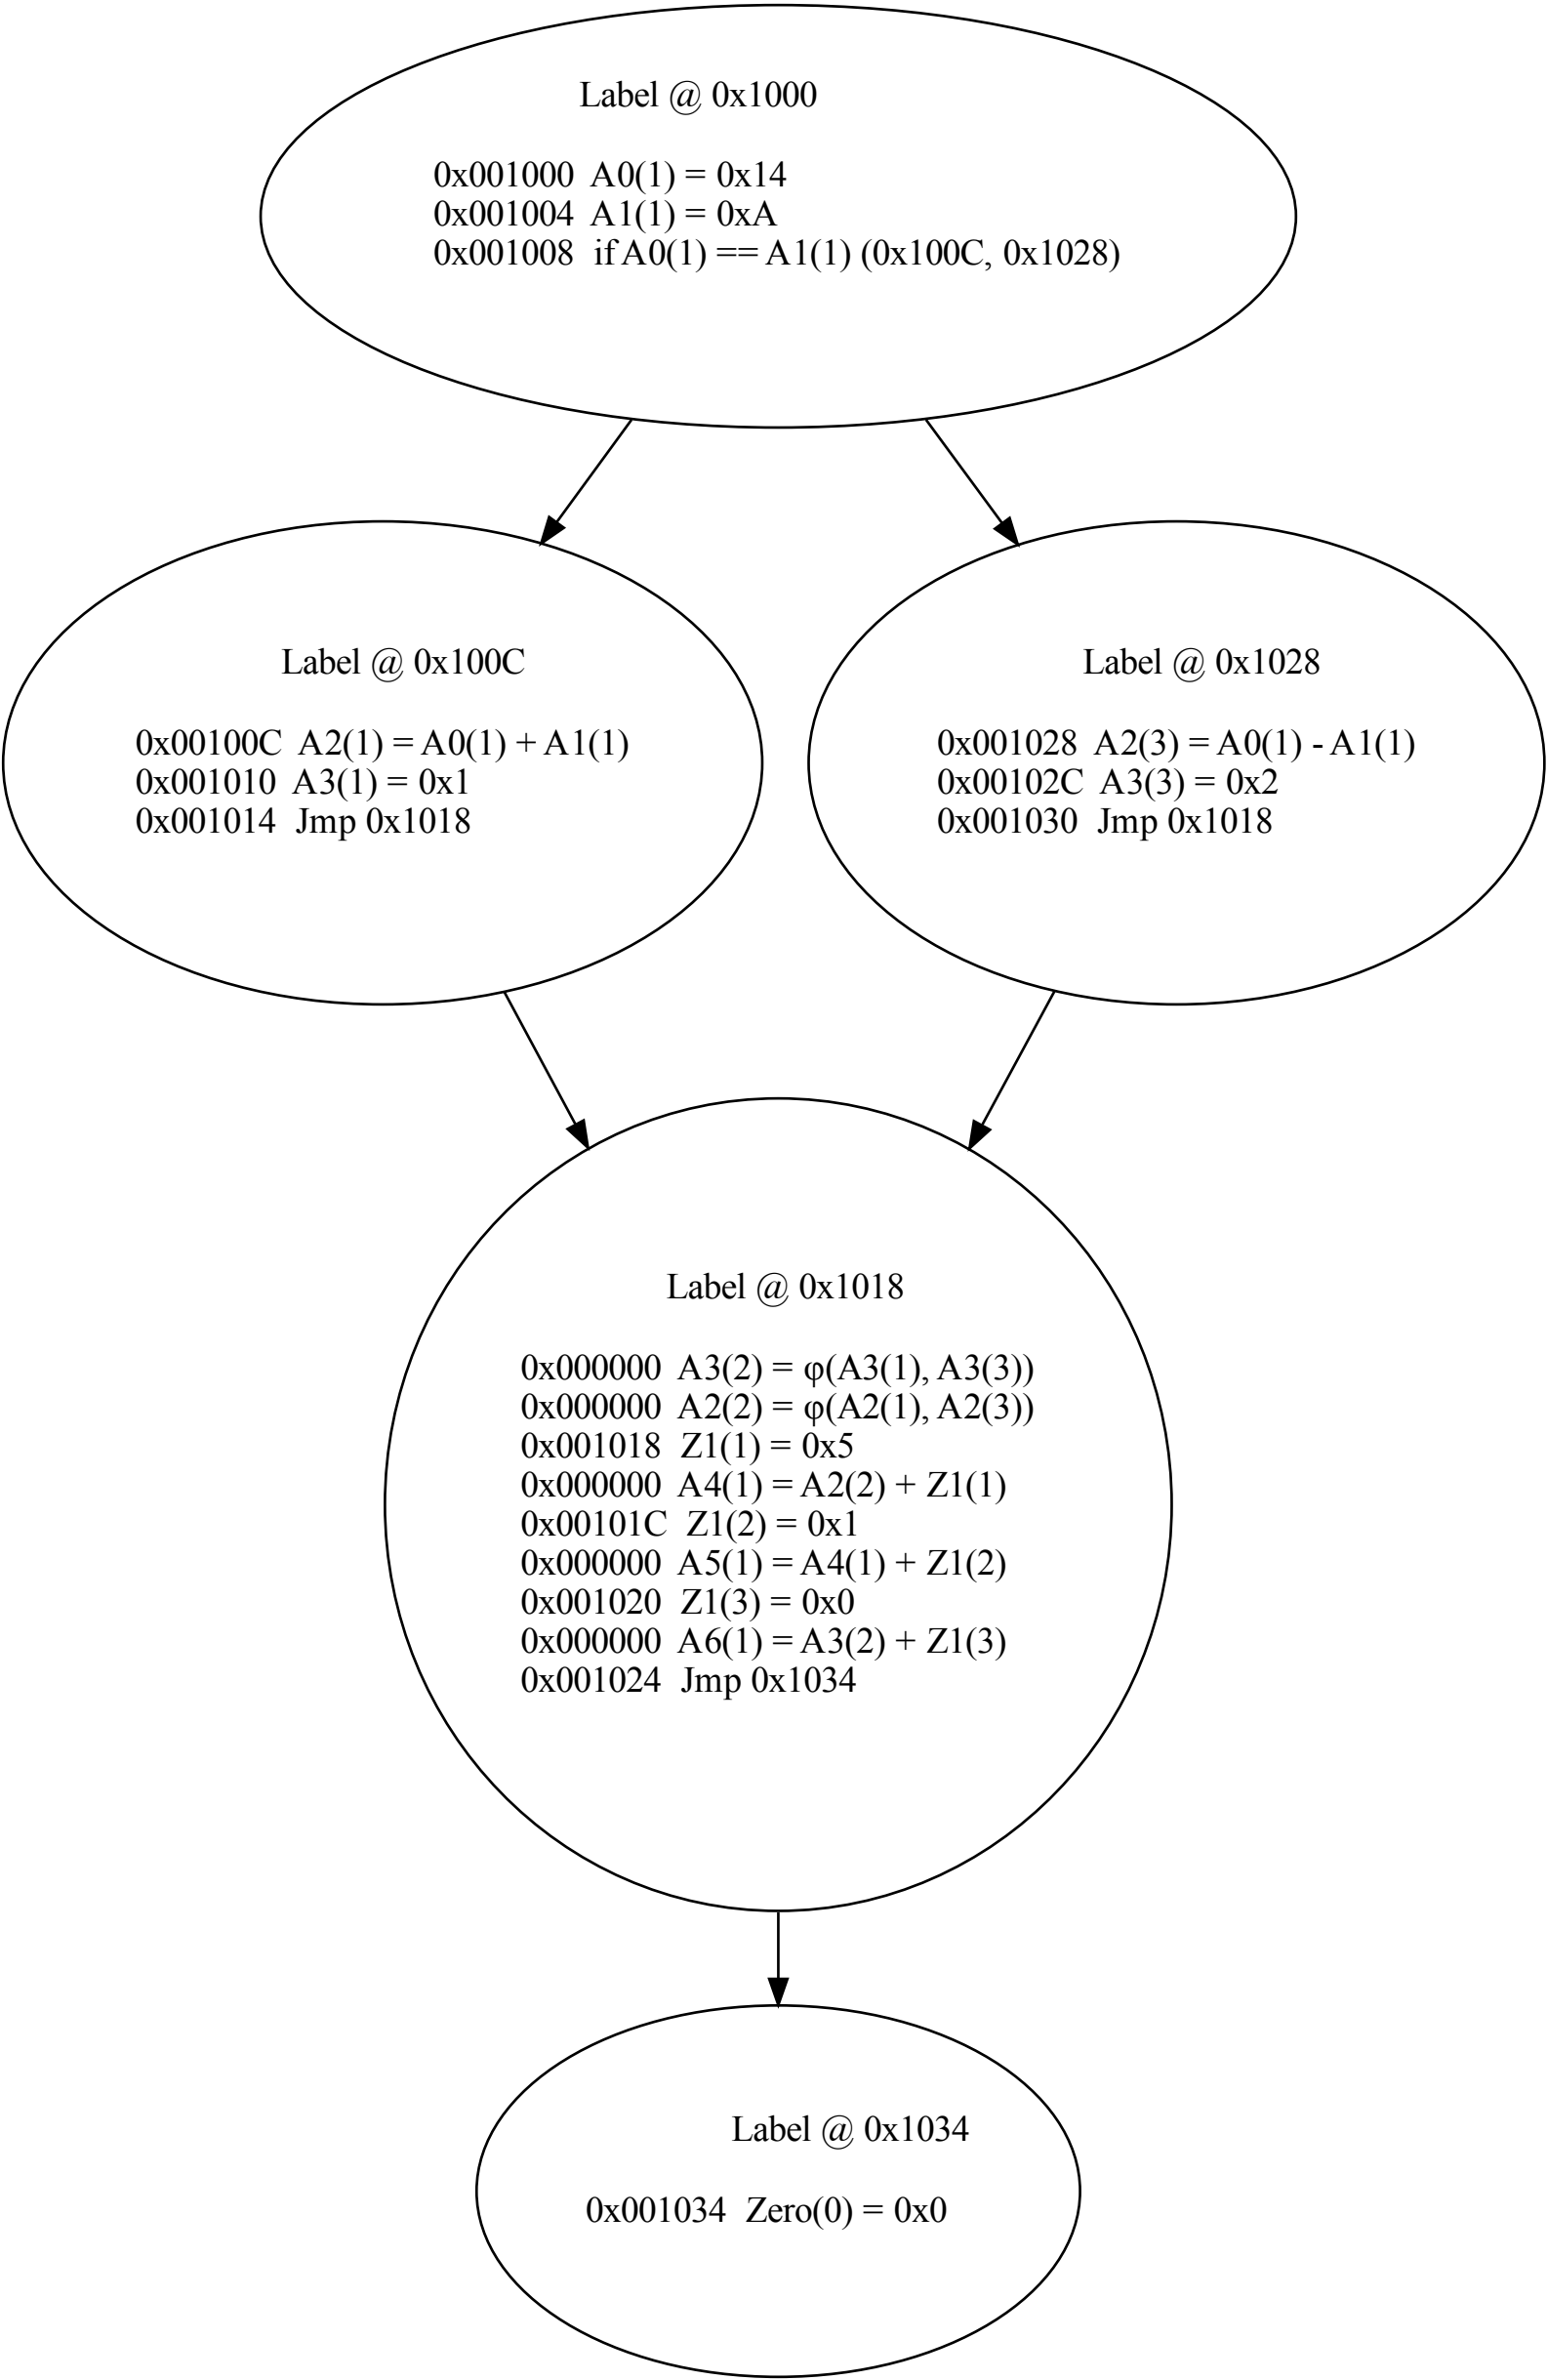 Label @ 0x1000
0x001000 A0(1) = 0x14
0x001004 A1(1) = 0xA
0x001008 if A0(1) == A1(1) (0x100C, 0x1028)
Label @ 0x100C
0x00100C A2(1) = A0(1) + A1(1)
0x001010 A3(1) = 0x1
0x001014 Jmp 0x1018
Label @ 0x1028
0x001028 A2(3) = A0(1) - A1(1)
0x00102C A3(3) = 0x2
0x001030 Jmp 0x1018
Label @ 0x1018
0x000000 A3(2) = φ(A3(1), A3(3))
0x000000 A2(2) = φ(A2(1), A2(3))
0x001018 Z1(1) = 0x5
0x000000 A4(1) = A2(2) + Z1(1)
0x00101C Z1(2) = 0x1
0x000000 A5(1) = A4(1) + Z1(2)
0x001020 Z1(3) = 0x0
0x000000 A6(1) = A3(2) + Z1(3)
0x001024 Jmp 0x1034
Label @ 0x1034
0x001034 Zero(0) = 0x0